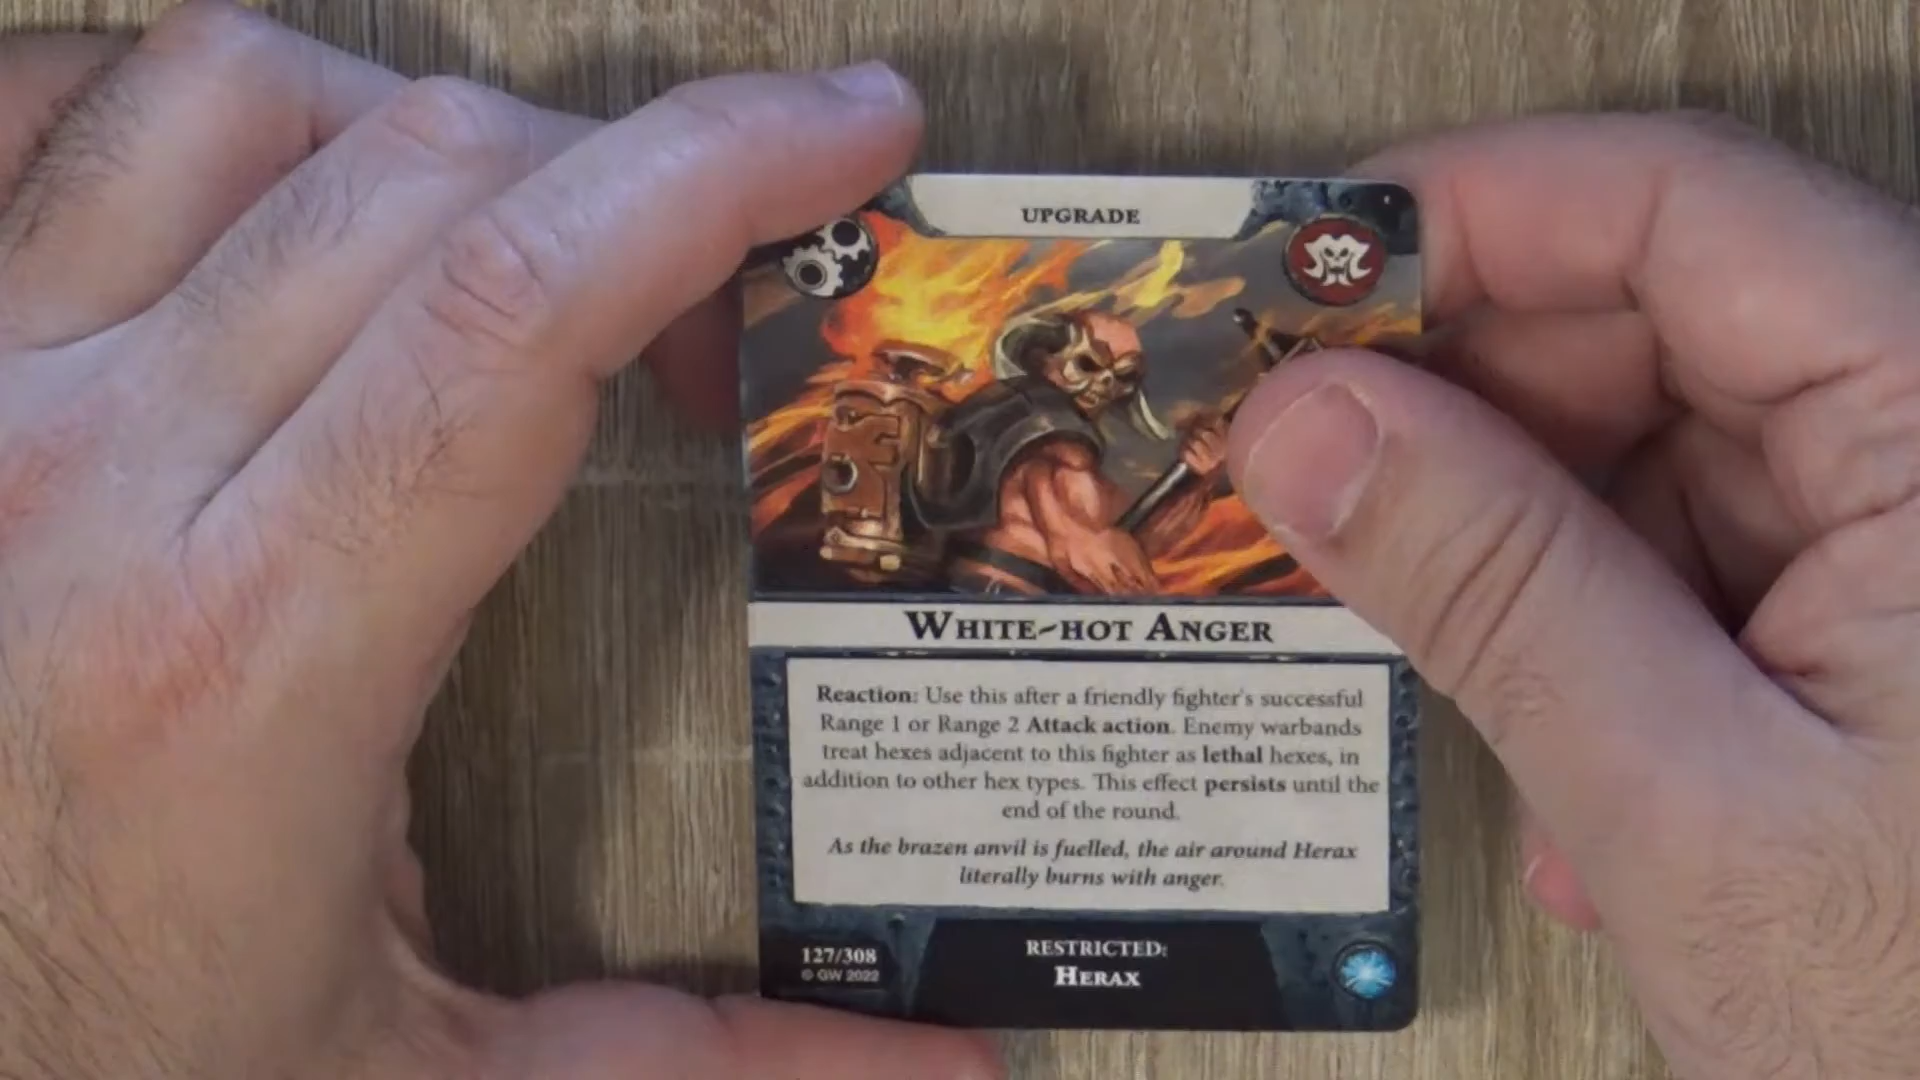 UPGRADE
WHITE-HOT ANGER
Reaction: Use this after a friendly fighter's successful
Range 1 or Range 2 Attack action. Enemy warbands
treat hexes adjacent to this fighter as lethal hexes, in
addition to other hex types. This effect persists until the
end of the round.
As the brazen anvil is fuelled, the air around Herax
literally burns with anger.
127/308
© GW 2022
RESTRICTED:
HERAX